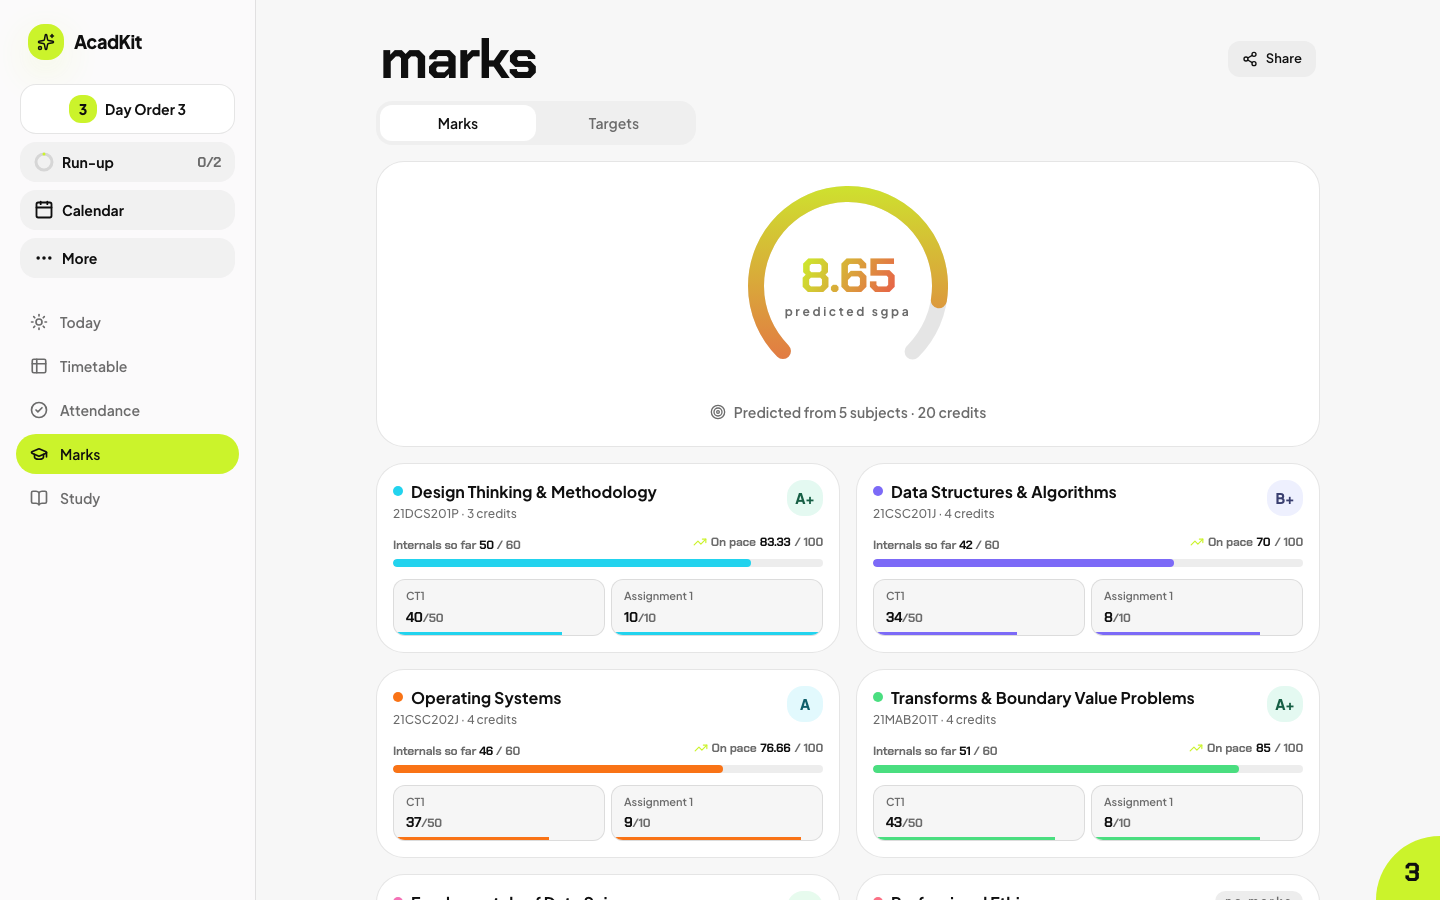 AcadKit
3 Day Order 3
Run-up 0/2
Calendar
More
Today
Timetable
Attendance
Marks
Study
marks
Share
Marks Targets
8.65
predicted sgpa
Predicted from 5 subjects · 20 credits
Design Thinking & Methodology A+
21DCS201P · 3 credits
Internals so far 50 / 60 On pace 83.33 / 100
CT1 Assignment 1
40/50 10/10
Data Structures & Algorithms B+
21CSC201J · 4 credits
Internals so far 42 / 60 On pace 70 / 100
CT1 Assignment 1
34/50 8/10
Operating Systems A
21CSC202J · 4 credits
Internals so far 46 / 60 On pace 76.66 / 100
CT1 Assignment 1
37/50 9/10
Transforms & Boundary Value Problems A+
21MAB201T · 4 credits
Internals so far 51 / 60 On pace 85 / 100
CT1 Assignment 1
43/50 8/10
3